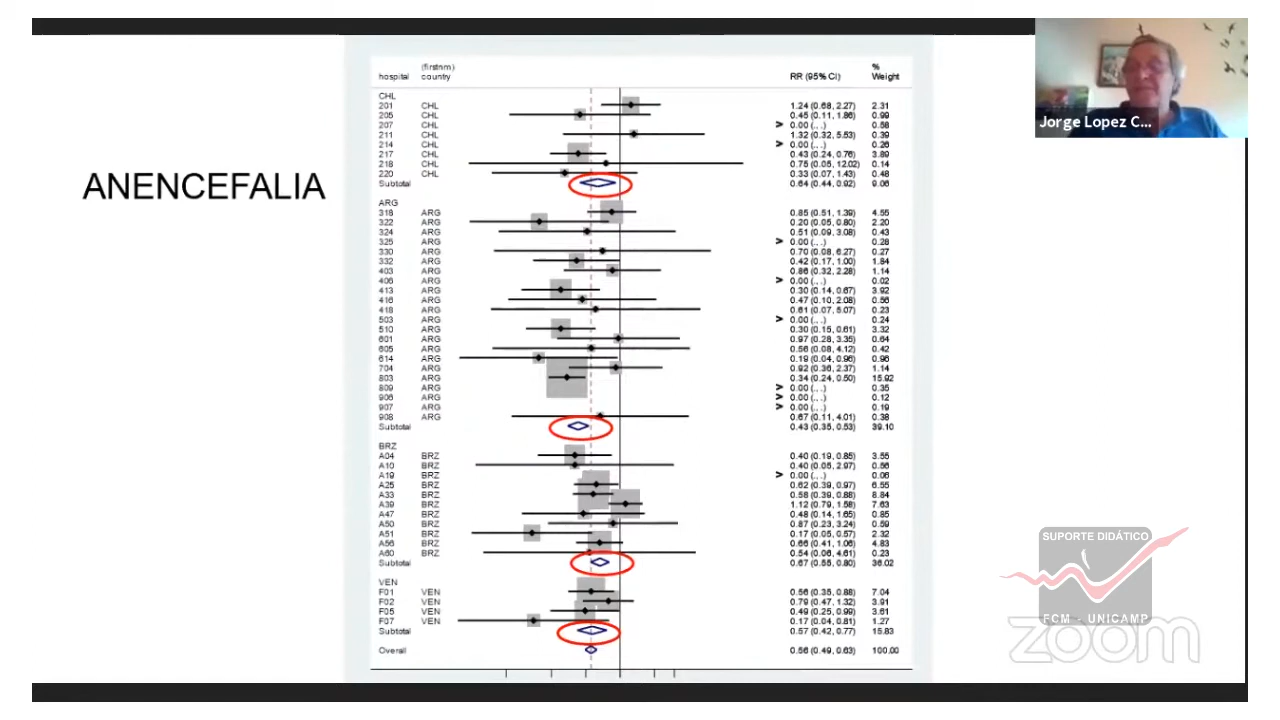 ANENCEFALIA
hospital (firstnm) country RR (95% CI) % Weight
CHL
201 CHL 1.24 (0.68, 2.27) 2.31
205 CHL 0.45 (0.11, 1.86) 0.99
207 CHL > 0.00 (., .) 0.58
211 CHL 1.32 (0.32, 5.53) 0.39
214 CHL > 0.00 (., .) 0.26
217 CHL 0.43 (0.24, 0.76) 3.89
218 CHL 0.75 (0.05, 12.02) 0.14
220 CHL 0.33 (0.07, 1.43) 0.48
Subtotal 0.64 (0.44, 0.92) 9.06
ARG
318 ARG 0.85 (0.51, 1.39) 4.55
322 ARG 0.20 (0.05, 0.80) 2.20
324 ARG 0.51 (0.09, 3.08) 0.43
325 ARG > 0.00 (., .) 0.28
330 ARG 0.70 (0.08, 6.27) 0.27
332 ARG 0.42 (0.17, 1.00) 1.84
403 ARG 0.86 (0.32, 2.28) 1.14
406 ARG > 0.00 (., .) 0.02
413 ARG 0.30 (0.14, 0.67) 3.92
416 ARG 0.47 (0.10, 2.08) 0.56
418 ARG 0.61 (0.07, 5.07) 0.23
503 ARG > 0.00 (., .) 0.24
510 ARG 0.30 (0.15, 0.61) 3.32
601 ARG 0.97 (0.28, 3.35) 0.64
605 ARG 0.56 (0.08, 4.12) 0.42
614 ARG 0.19 (0.04, 0.96) 0.96
704 ARG 0.92 (0.36, 2.37) 1.14
803 ARG 0.34 (0.24, 0.50) 15.92
809 ARG > 0.00 (., .) 0.35
906 ARG > 0.00 (., .) 0.12
907 ARG > 0.00 (., .) 0.19
908 ARG 0.67 (0.11, 4.01) 0.38
Subtotal 0.43 (0.35, 0.53) 39.10
BRZ
A04 BRZ 0.40 (0.19, 0.85) 3.55
A10 BRZ 0.40 (0.05, 2.97) 0.56
A19 BRZ > 0.00 (., .) 0.06
A25 BRZ 0.62 (0.39, 0.97) 6.55
A33 BRZ 0.58 (0.39, 0.88) 8.84
A39 BRZ 1.12 (0.79, 1.58) 7.63
A47 BRZ 0.48 (0.14, 1.65) 0.85
A50 BRZ 0.87 (0.23, 3.24) 0.59
A51 BRZ 0.17 (0.05, 0.57) 2.32
A56 BRZ 0.66 (0.41, 1.06) 4.83
A60 BRZ 0.54 (0.06, 4.61) 0.23
Subtotal 0.67 (0.55, 0.80) 36.02
VEN
F01 VEN 0.56 (0.35, 0.88) 7.04
F02 VEN 0.79 (0.47, 1.32) 3.91
F05 VEN 0.49 (0.25, 0.99) 3.61
F07 VEN 0.17 (0.04, 0.81) 1.27
Subtotal 0.57 (0.42, 0.77) 15.83
Overall 0.56 (0.49, 0.63) 100.00
Jorge Lopez C...
SUPORTE DIDÁTICO
FCM - UNICAMP
zoom